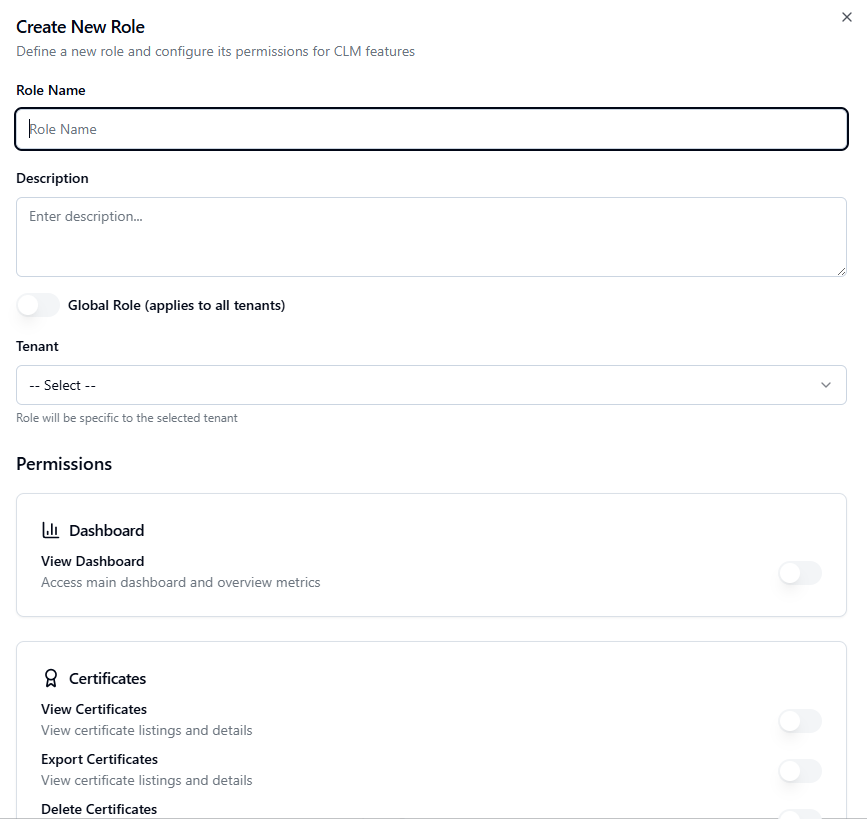 Create New Role
Define a new role and configure its permissions for CLM features
Role Name
Role Name
Description
Enter description...
Global Role (applies to all tenants)
Tenant
-- Select --
Role will be specific to the selected tenant
Permissions
Dashboard
View Dashboard
Access main dashboard and overview metrics
Certificates
View Certificates
View certificate listings and details
Export Certificates
View certificate listings and details
Delete Certificates